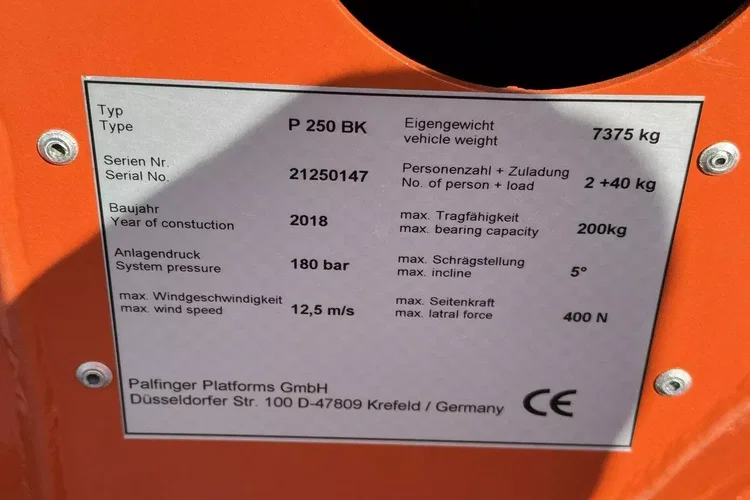 Typ
Type P 250 BK
Serien Nr.
Serial No. 21250147
Baujahr
Year of constuction 2018
Anlagendruck
System pressure 180 bar
max. Windgeschwindigkeit
max. wind speed 12,5 m/s
Eigengewicht
vehicle weight 7375 kg
Personenzahl + Zuladung
No. of person + load 2 +40 kg
max. Tragfähigkeit
max. bearing capacity 200kg
max. Schrägstellung
max. incline 5°
max. Seitenkraft
max. latral force 400 N
Palfinger Platforms GmbH
Düsseldorfer Str. 100 D-47809 Krefeld / Germany
CE